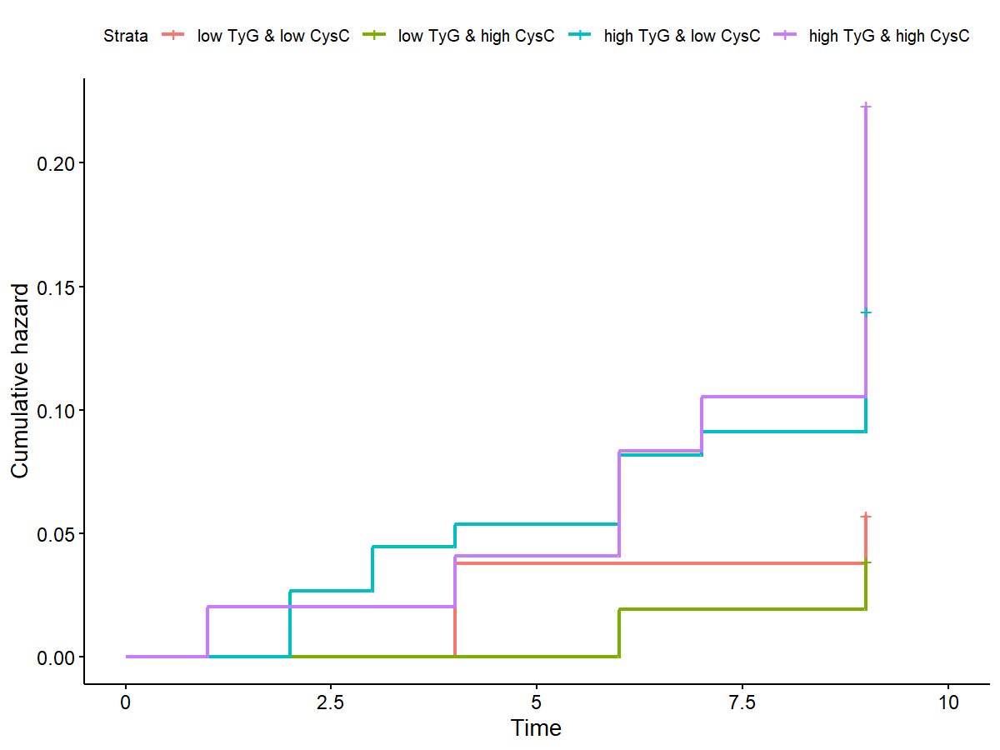 Strata low TyG & low CysC low TyG & high CysC high TyG & low CysC high TyG & high CysC
0.20
0.15
0.10
0.05
0.00
Cumulative hazard
0 2.5 5 7.5 10
Time